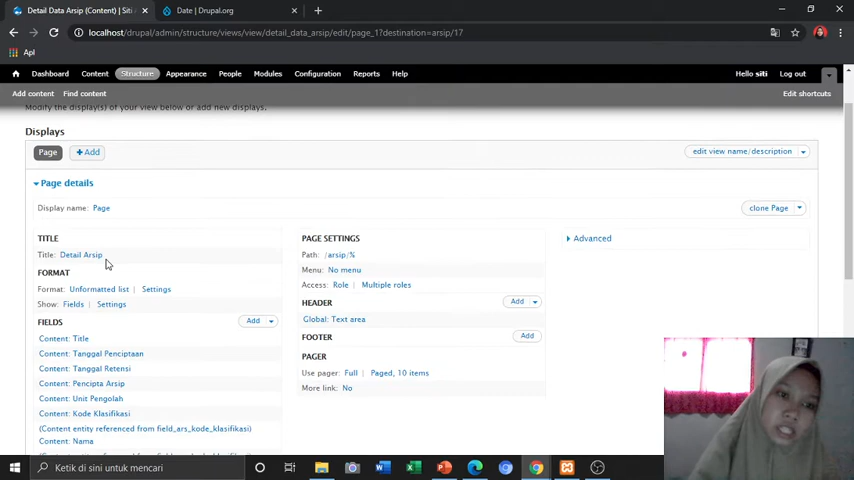 Detail Data Arsip (Content) | Siti
Date | Drupal.org
localhost/drupal/admin/structure/views/view/detail_data_arsip/edit/page_1?destination=arsip/17
Apl
Dashboard Content Structure Appearance People Modules Configuration Reports Help
Hello siti Log out
Add content Find content
Edit shortcuts
Modify the display(s) of your view below or add new displays.
Displays
Page
Add
edit view name/description
Page details
Display name: Page
clone Page
TITLE
Title: Detail Arsip
FORMAT
Format: Unformatted list | Settings
Show: Fields | Settings
FIELDS
Add
Content: Title
Content: Tanggal Penciptaan
Content: Tanggal Retensi
Content: Pencipta Arsip
Content: Unit Pengolah
Content: Kode Klasifikasi
(Content entity referenced from field_ars_kode_klasifikasi)
Content: Nama
PAGE SETTINGS
Path: /arsip/%
Menu: No menu
Access: Role | Multiple roles
HEADER
Add
Global: Text area
FOOTER
Add
PAGER
Use pager: Full | Paged, 10 items
More link: No
Advanced
Ketik di sini untuk mencari